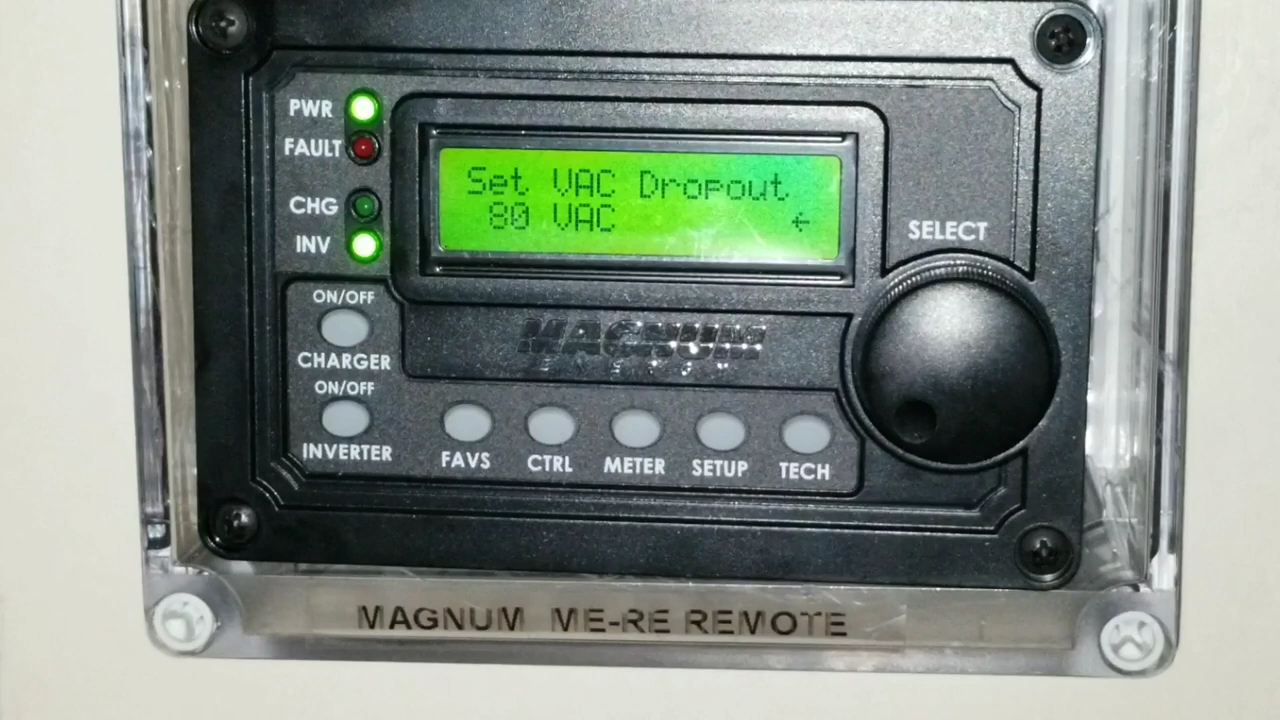 PWR
FAULT
CHG
INV
Set VAC Dropout
80 VAC ←
SELECT
ON/OFF
CHARGER
ON/OFF
INVERTER
MAGNUM
ENERGY
FAVS
CTRL
METER
SETUP
TECH
MAGNUM ME-RE REMOTE